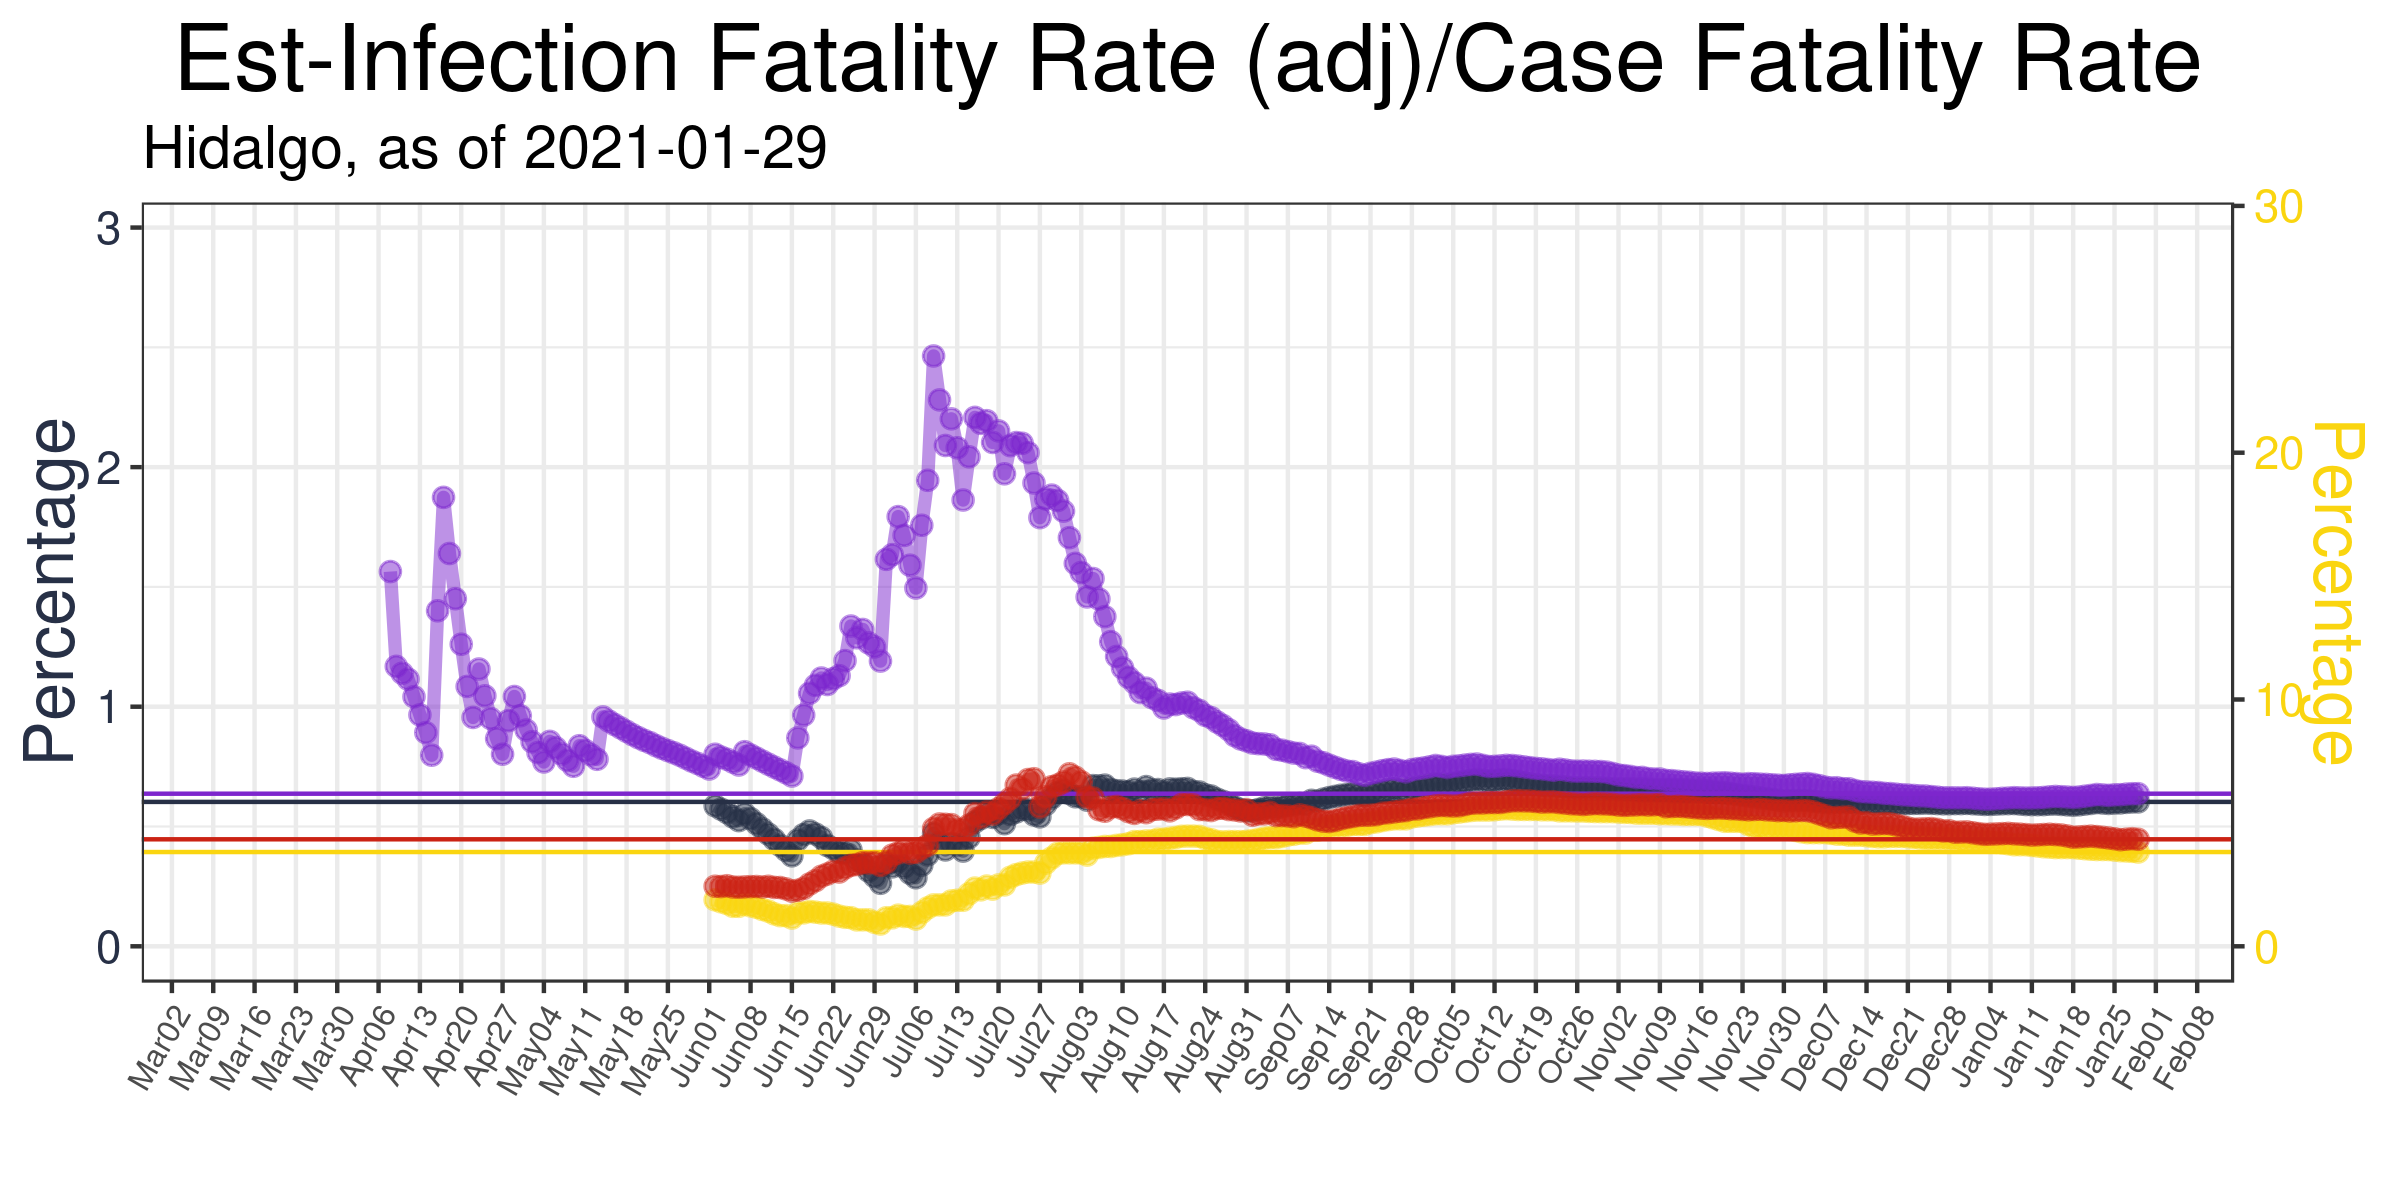 Est-Infection Fatality Rate (adj)/Case Fatality Rate
Hidalgo, as of 2021-01-29
Percentage
3
2
1
0
30
20
10
0
Percentage
Mar02 Mar09 Mar16 Mar23 Mar30 Apr06 Apr13 Apr20 Apr27 May04 May11 May18 May25 Jun01 Jun08 Jun15 Jun22 Jun29 Jul06 Jul13 Jul20 Jul27 Aug03 Aug10 Aug17 Aug24 Aug31 Sep07 Sep14 Sep21 Sep28 Oct05 Oct12 Oct19 Oct26 Nov02 Nov09 Nov16 Nov23 Nov30 Dec07 Dec14 Dec21 Dec28 Jan04 Jan11 Jan18 Jan25 Feb01 Feb08